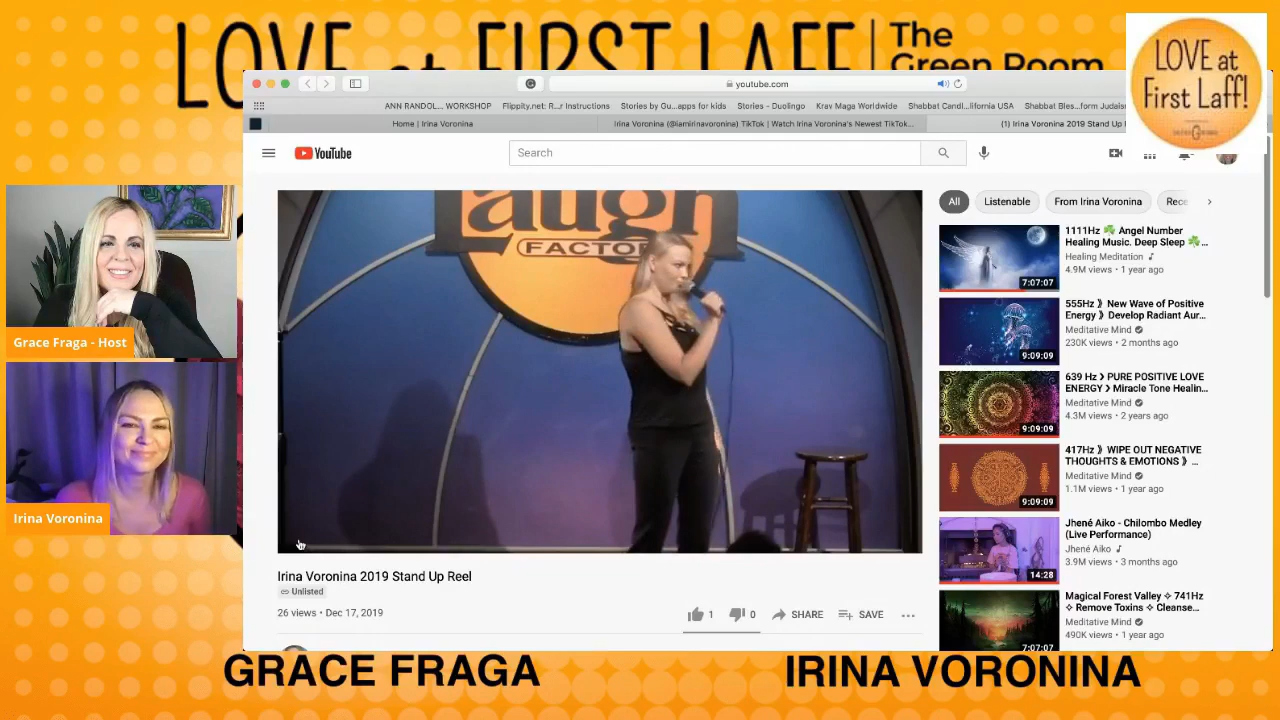 LOVE at FIRST LAFF | The
Green Room
LOVE at
First Laff!
youtube.com
ANN RANDOL... WORKSHOP
Flippity.net: R...r Instructions
Stories by Gu...apps for kids
Stories - Duolingo
Krav Maga Worldwide
Shabbat Candl...lifornia USA
Shabbat Bles...form Judais
Home | Irina Voronina
Irina Voronina (@iamirinavoronina) TikTok | Watch Irina Voronina's Newest TikTok...
(1) Irina Voronina 2019 Stand Up
YouTube
Search
All
Listenable
From Irina Voronina
Rece
Laugh
FACTO
Grace Fraga - Host
Irina Voronina
1111Hz ☘️ Angel Number
Healing Music. Deep Sleep ☘️...
Healing Meditation
4.9M views • 1 year ago
7:07:07
555Hz 》 New Wave of Positive
Energy 》 Develop Radiant Aur...
Meditative Mind
230K views • 2 months ago
9:09:09
639 Hz 》 PURE POSITIVE LOVE
ENERGY 》 Miracle Tone Healin...
Meditative Mind
4.3M views • 2 years ago
9:09:09
417Hz 》 WIPE OUT NEGATIVE
THOUGHTS & EMOTIONS 》 ...
Meditative Mind
1.1M views • 1 year ago
9:09:09
Jhené Aiko - Chilombo Medley
(Live Performance)
Jhené Aiko
3.9M views • 3 months ago
14:28
Magical Forest Valley ✧ 741Hz
✧ Remove Toxins ✧ Cleanse...
Meditative Mind
490K views • 1 year ago
7:07:07
Irina Voronina 2019 Stand Up Reel
Unlisted
26 views • Dec 17, 2019
1
0
SHARE
SAVE
GRACE FRAGA
IRINA VORONINA